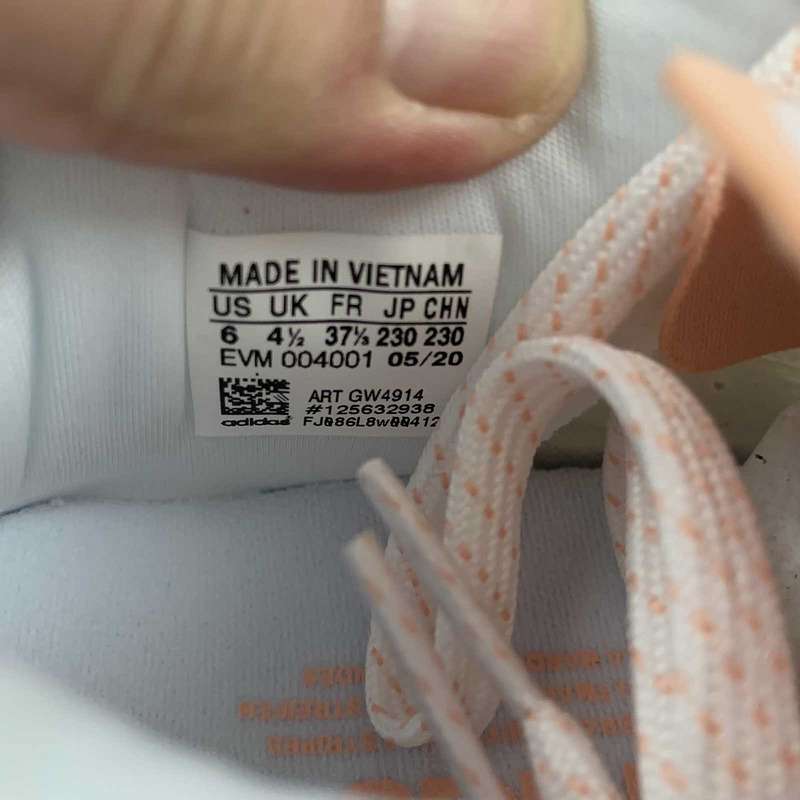 MADE IN VIETNAM
US UK FR JP CHN
6 4½ 37⅓ 230 230
EVM 004001 05/20
ART GW4914
#125632938
adidas